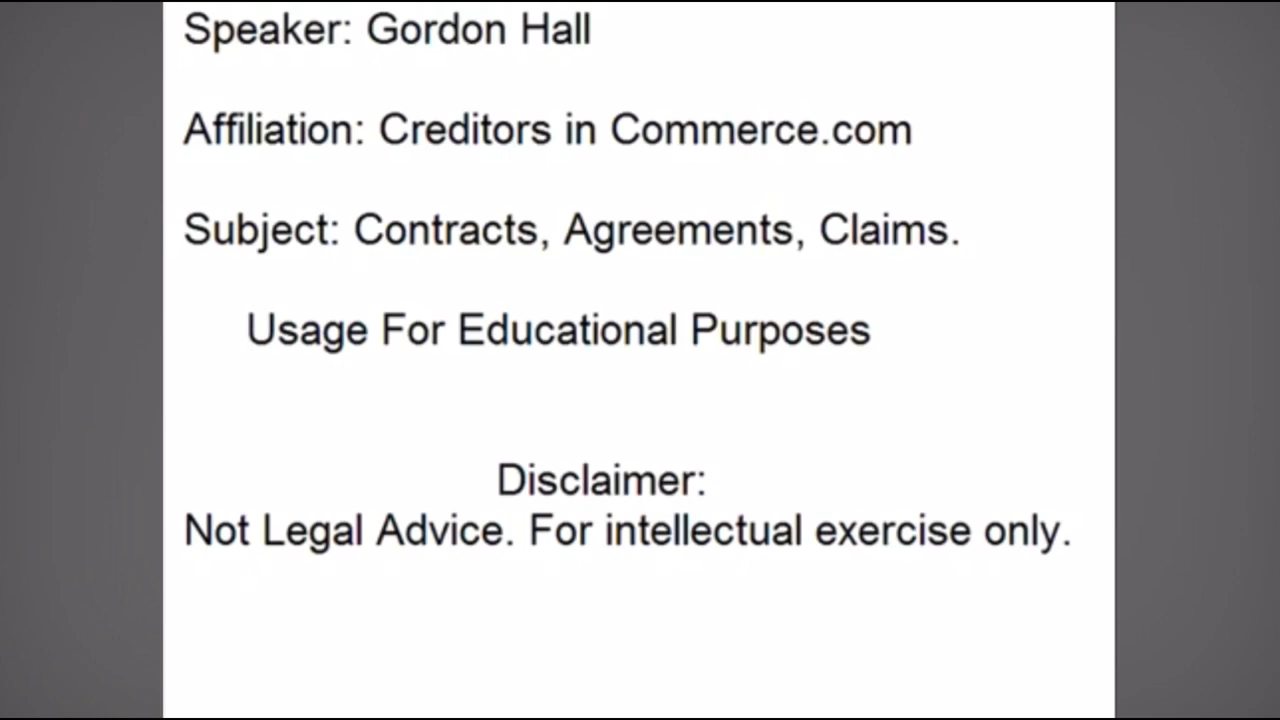 Speaker: Gordon Hall
Affiliation: Creditors in Commerce.com
Subject: Contracts, Agreements, Claims.
Usage For Educational Purposes
Disclaimer:
Not Legal Advice. For intellectual exercise only.